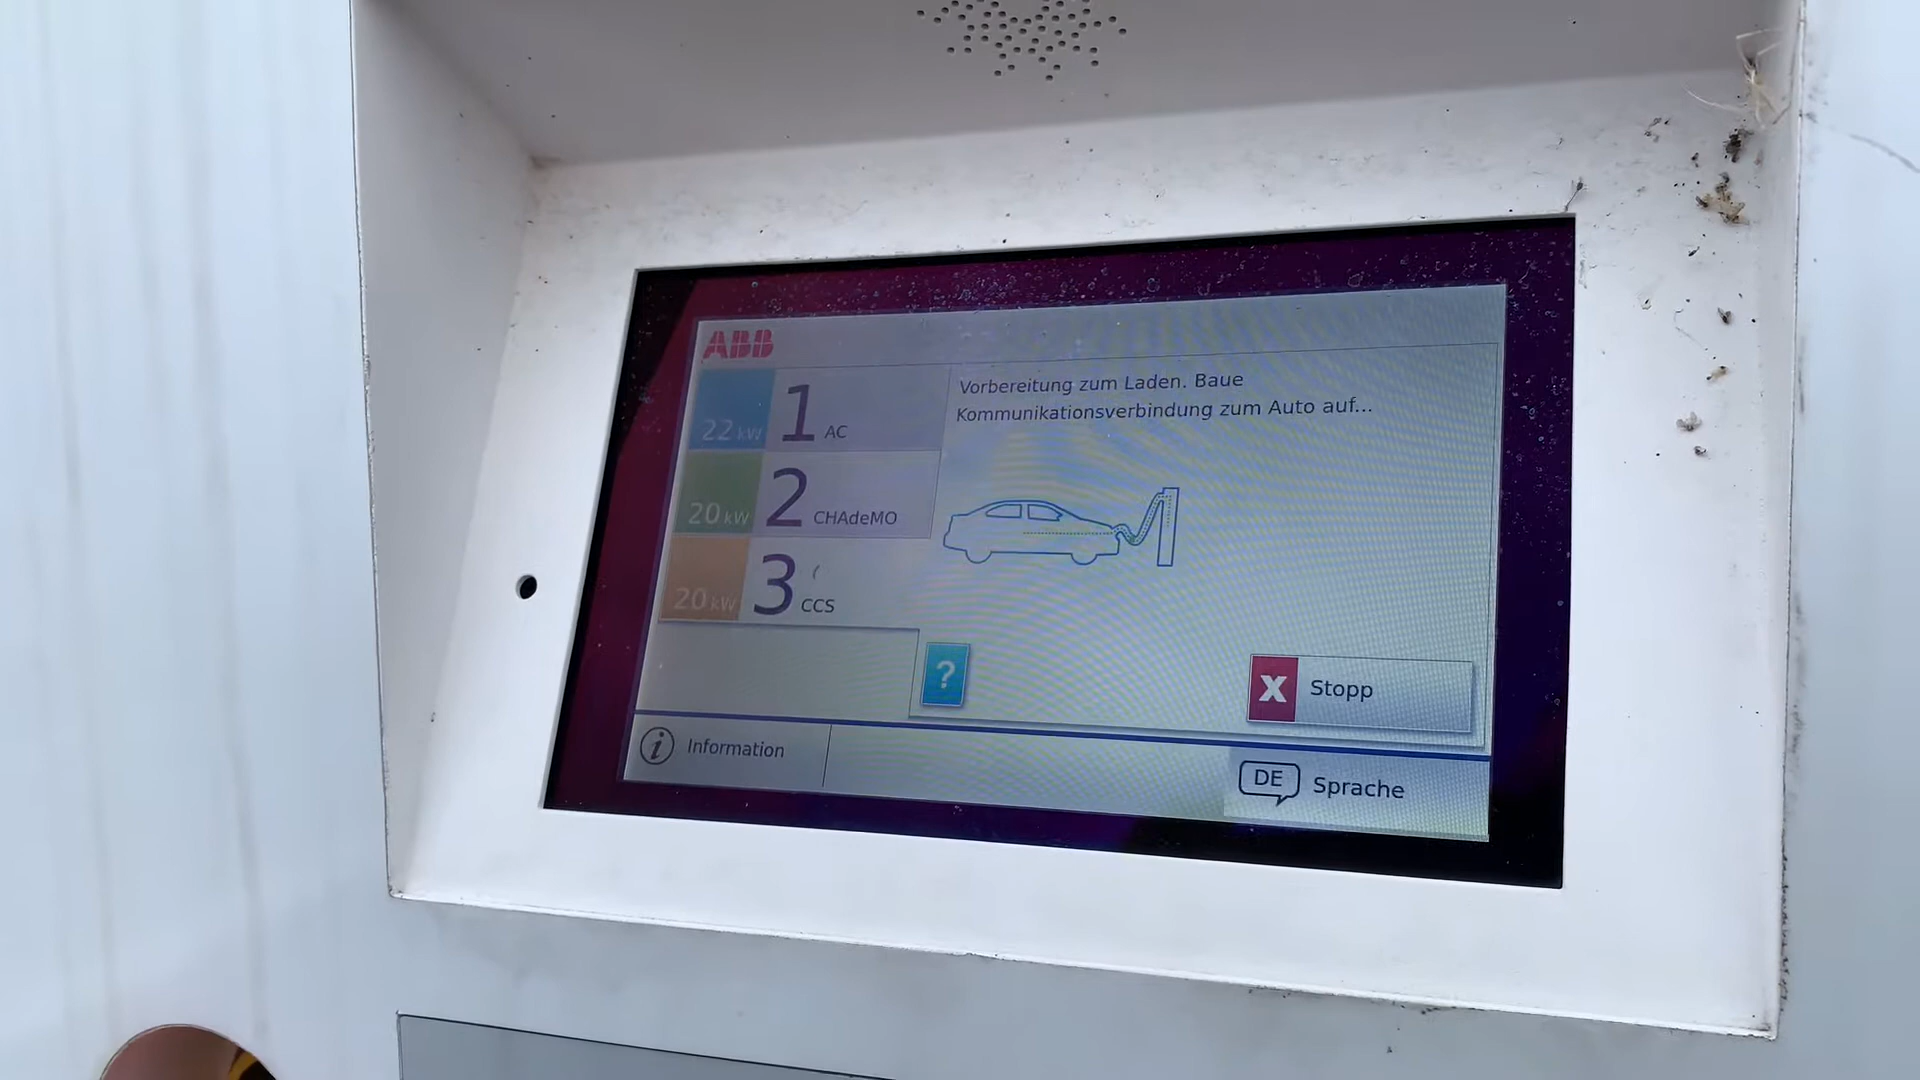 ABB
22 kW 1 AC
20 kW 2 CHAdeMO
20 kW 3 CCS
Vorbereitung zum Laden. Baue
Kommunikationsverbindung zum Auto auf...
?
X Stopp
i Information
DE Sprache